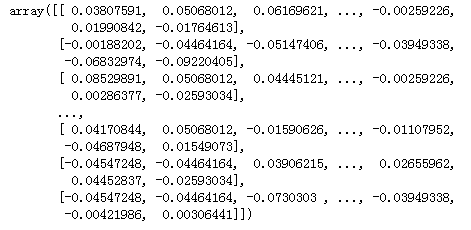 array([[ 0.03807591,  0.05068012,  0.06169621, ..., -0.00259226,
         0.01990842, -0.01764613],
       [-0.00188202, -0.04464164, -0.05147406, ..., -0.03949338,
        -0.06832974, -0.09220405],
       [ 0.08529891,  0.05068012,  0.04445121, ..., -0.00259226,
         0.00286377, -0.02593034],
       ...,
       [ 0.04170844,  0.05068012, -0.01590626, ..., -0.01107952,
        -0.04687948,  0.01549073],
       [-0.04547248, -0.04464164,  0.03906215, ...,  0.02655962,
         0.04452837, -0.02593034],
       [-0.04547248, -0.04464164, -0.0730303 , ..., -0.03949338,
        -0.00421986,  0.00306441]])